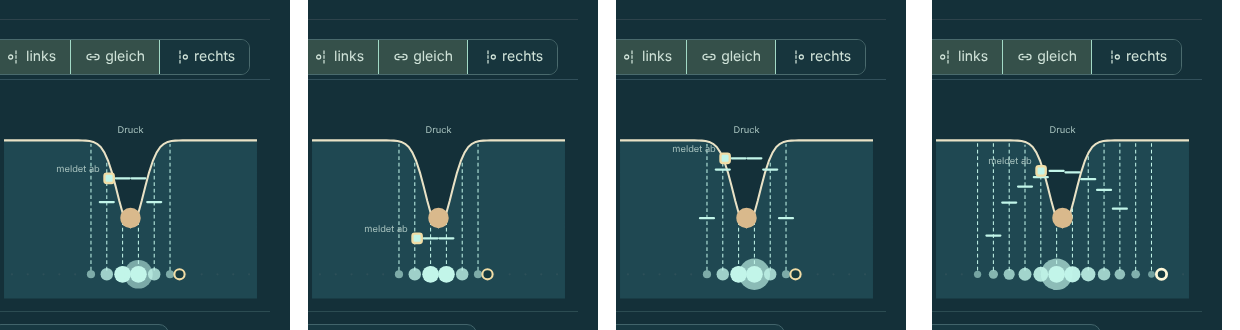 links gleich rechts links gleich rechts links gleich rechts links gleich rechts
Druck Druck Druck Druck
meldet ab meldet ab meldet ab meldet ab